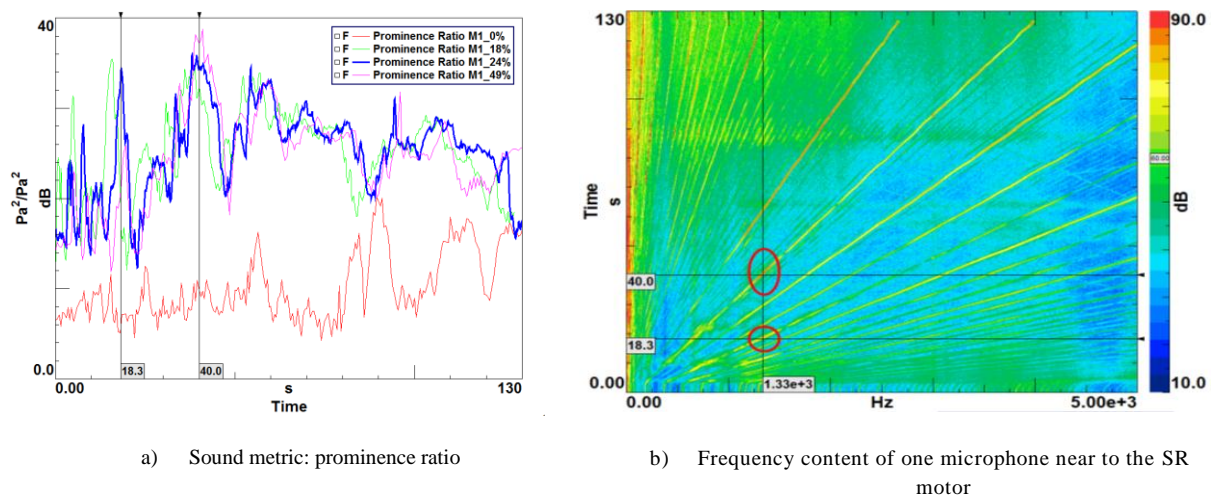 40
F Prominence Ratio M1_0%
F Prominence Ratio M1_18%
F Prominence Ratio M1_24%
F Prominence Ratio M1_49%
Pa²/Pa²
dB
0.0
18.3
40.0
0.00
s
130
Time
a) Sound metric: prominence ratio
130
Time
s
40.0
18.3
0.00
1.33e+3
0.00
Hz
5.00e+3
90.0
60.00
dB
10.0
b) Frequency content of one microphone near to the SR
motor